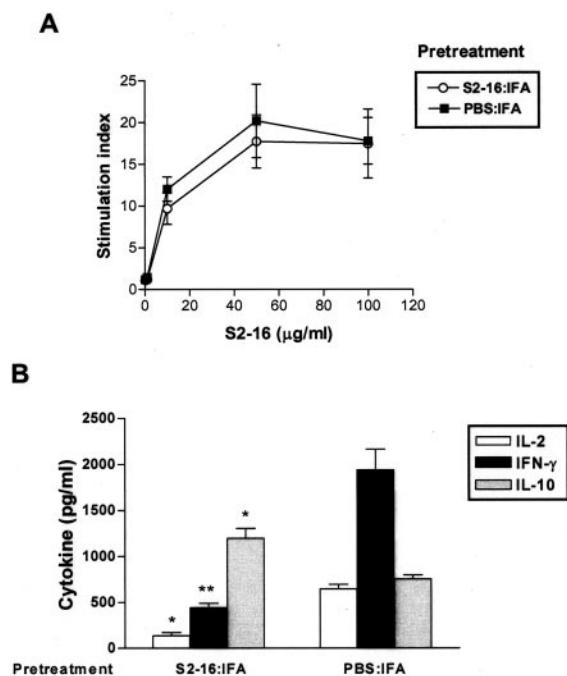 A
Pretreatment
S2-16:IFA
PBS:IFA
25
20
15
10
5
0
Stimulation index
0 20 40 60 80 100 120
S2-16 (μg/ml)
B
2500
2000
1500
1000
500
0
Cytokine (pg/ml)
IL-2
IFN-γ
IL-10
* ** *
Pretreatment S2-16:IFA PBS:IFA